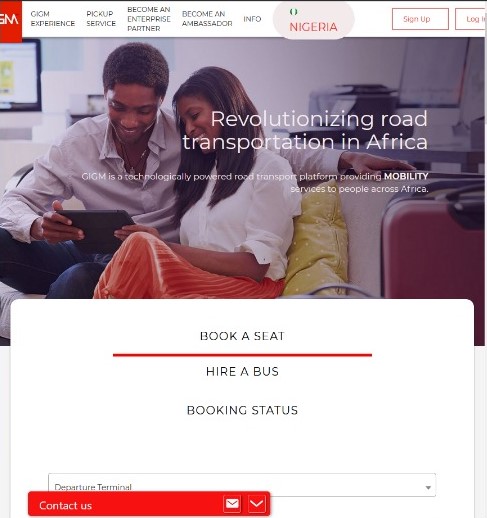 GIGM
EXPERIENCE
PICKUP
SERVICE
BECOME AN
ENTERPRISE
PARTNER
BECOME AN
AMBASSADOR
INFO
NIGERIA
Sign Up
Revolutionizing road
transportation in Africa
GIGM is a technologically powered road transport platform providing MOBILITY
services to people across Africa.
BOOK A SEAT
HIRE A BUS
BOOKING STATUS
Departure Terminal
Contact us